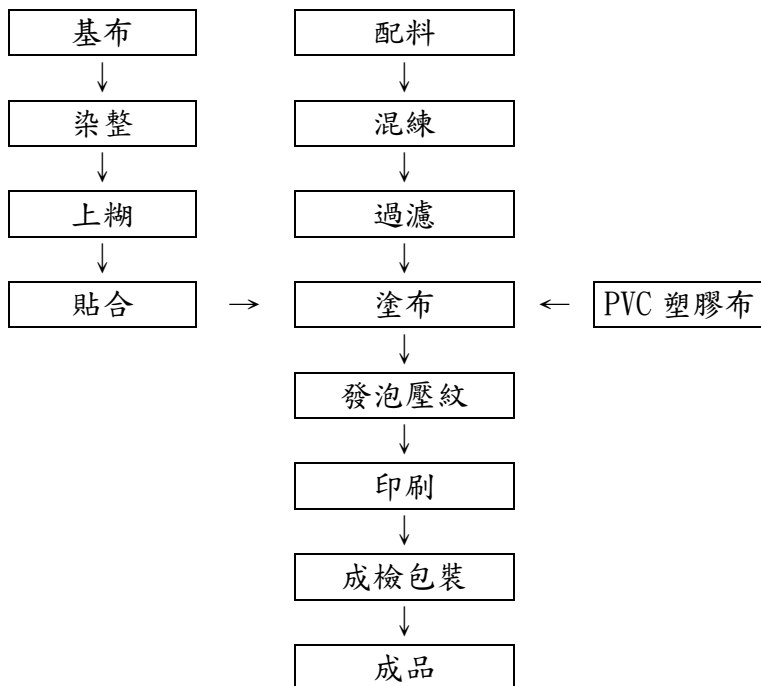 基布 配料
↓ ↓
染整 混練
↓ ↓
上糊 過濾
↓ ↓
貼合 → 塗布 ← PVC 塑膠布
↓
發泡壓紋
↓
印刷
↓
成檢包裝
↓
成品